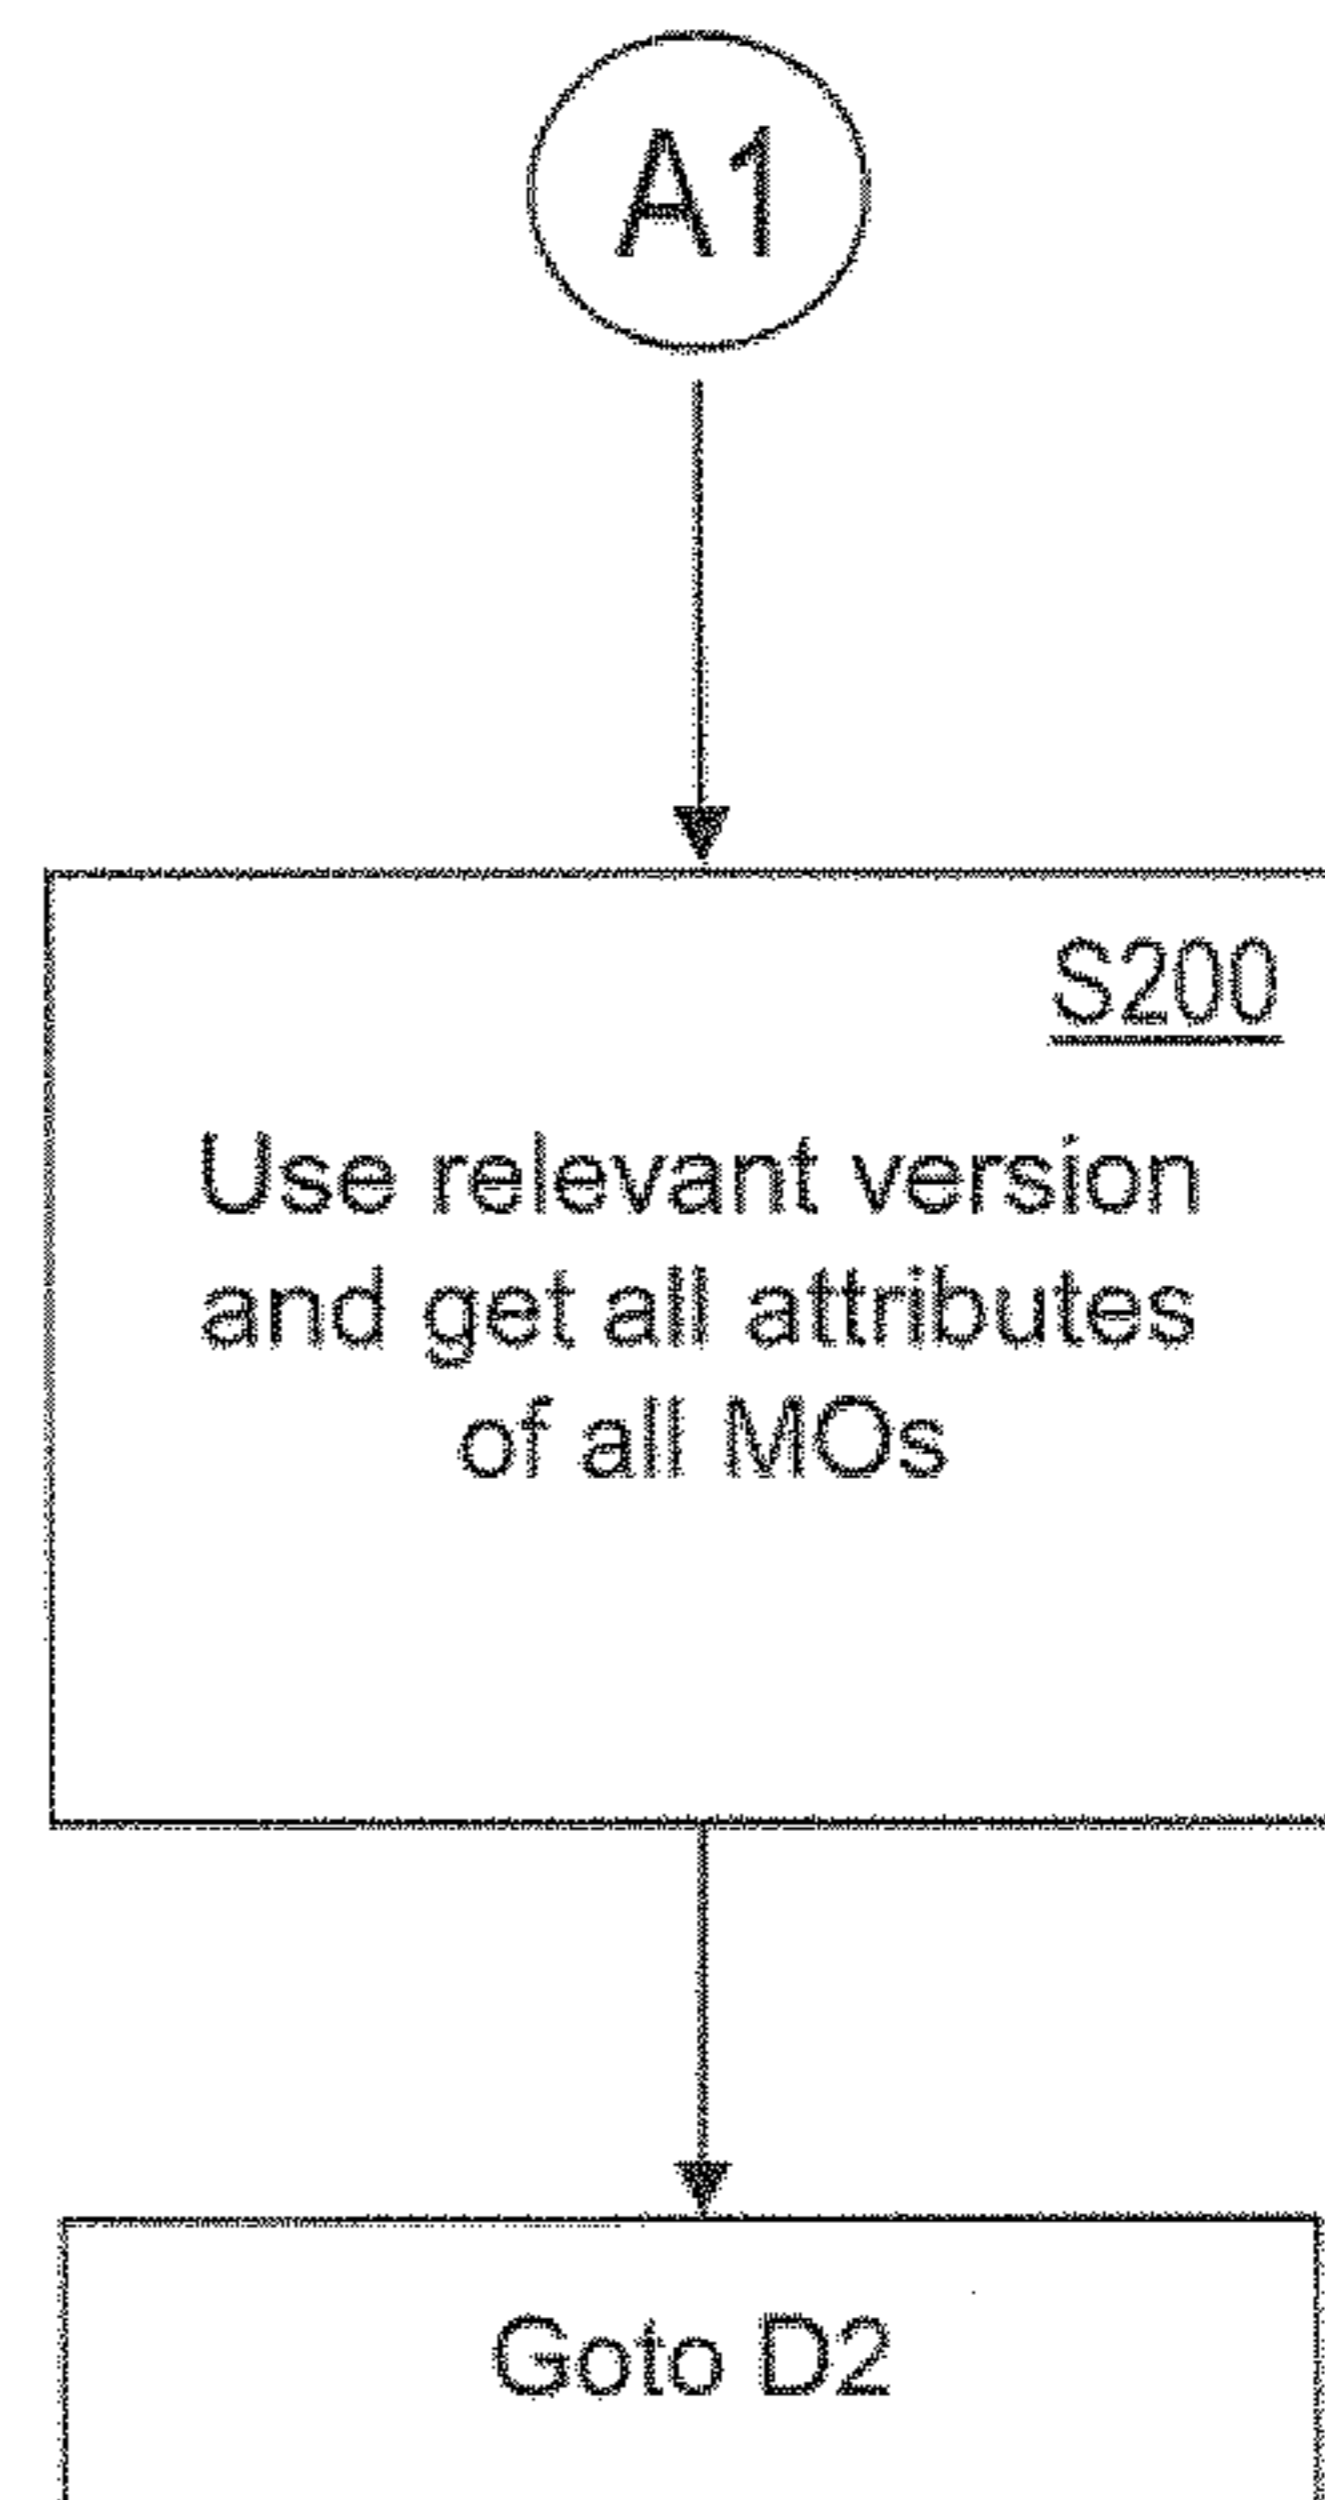 A1
S200
Use relevant version
and get all attributes
of all MOs
Goto D2